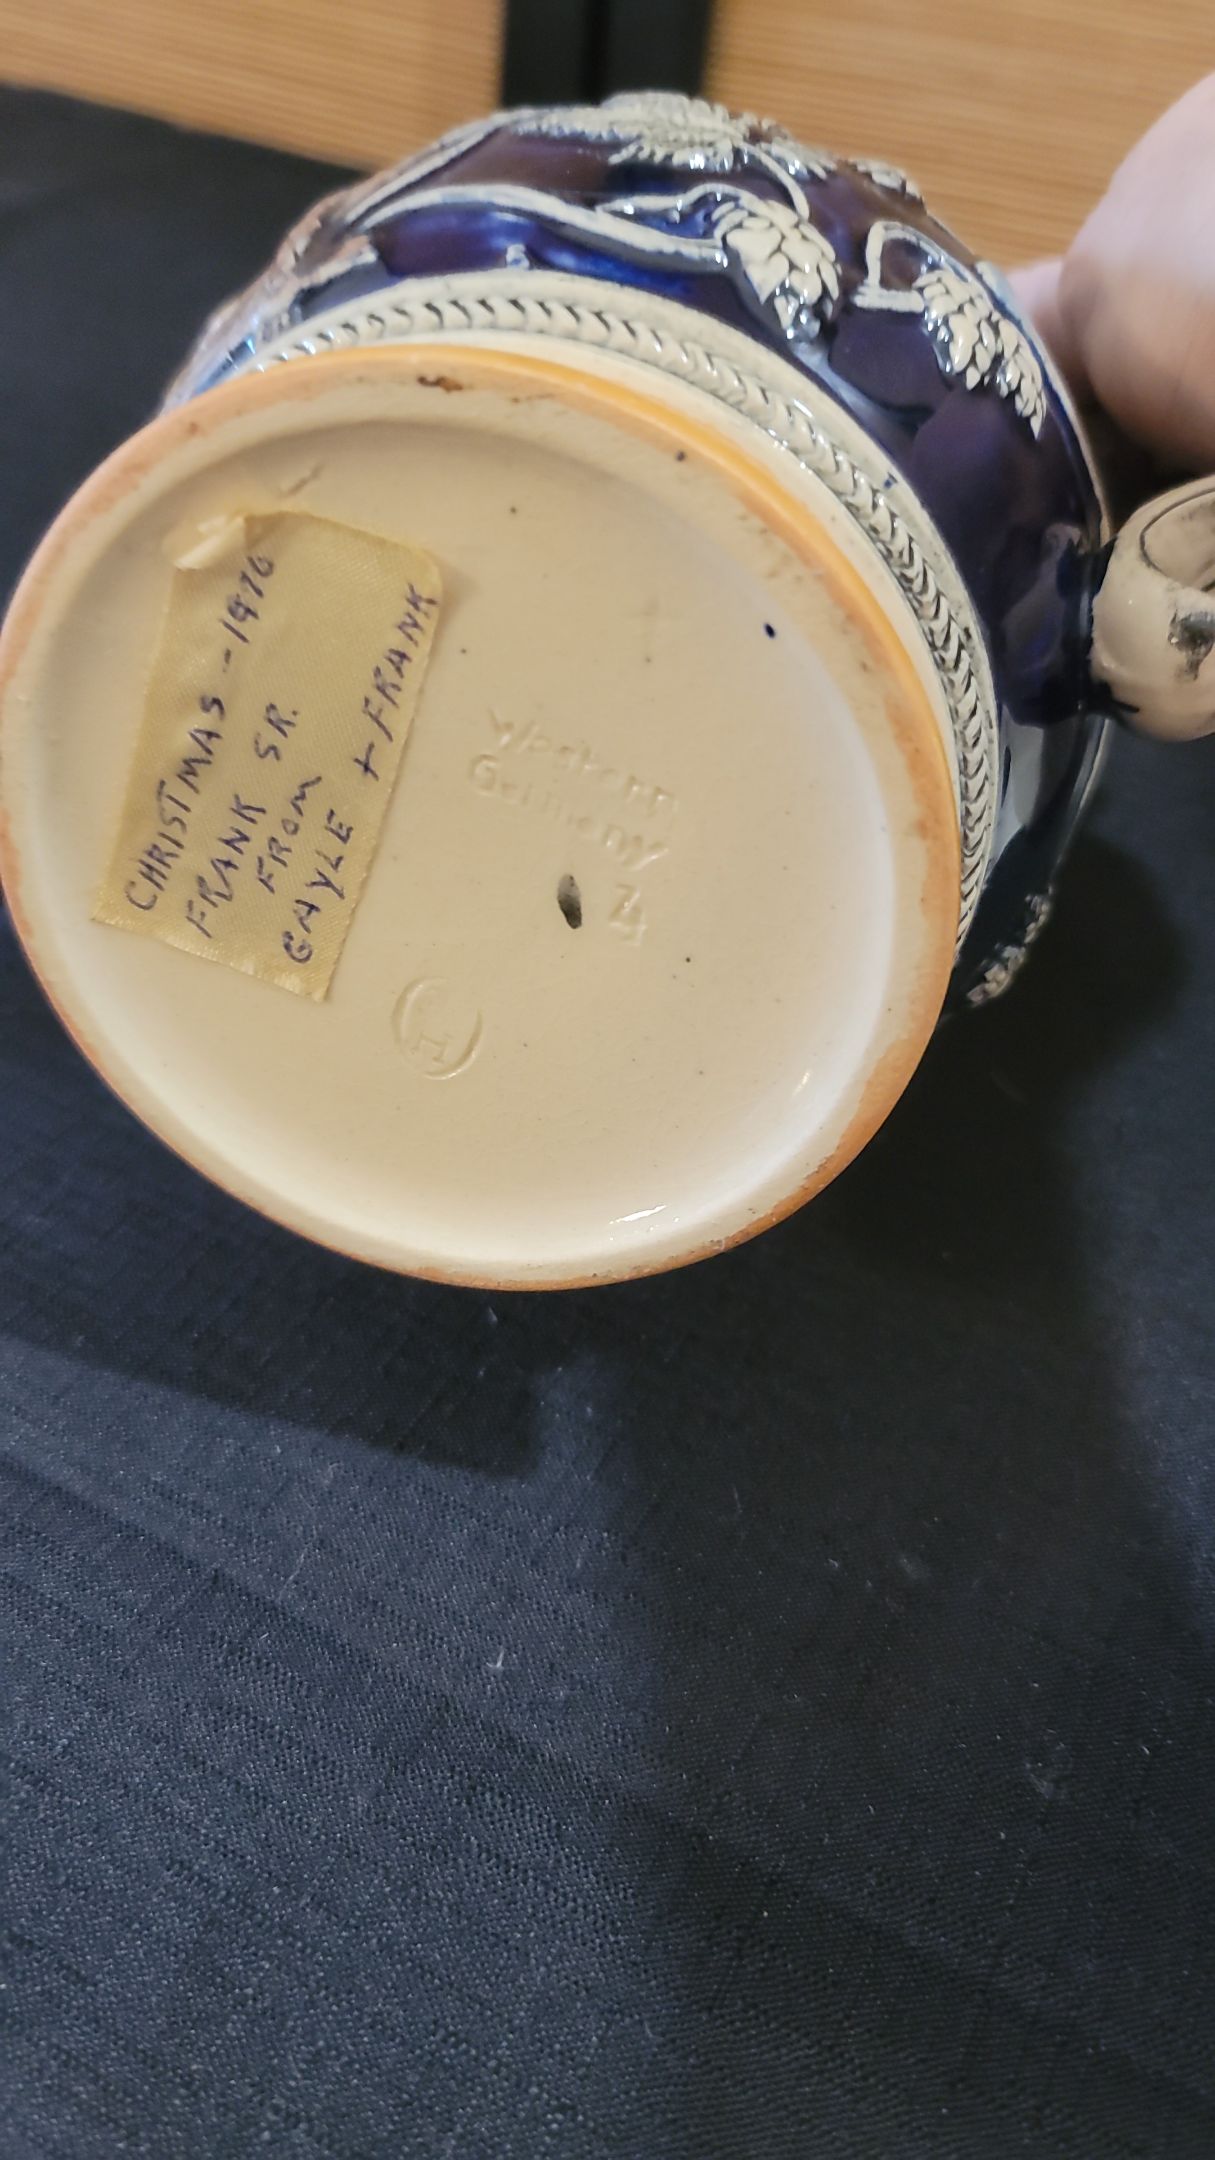 CHRISTMAS--1976
FRANK SR.
FROM
GAYLE + FRANK
Western
Germany
H